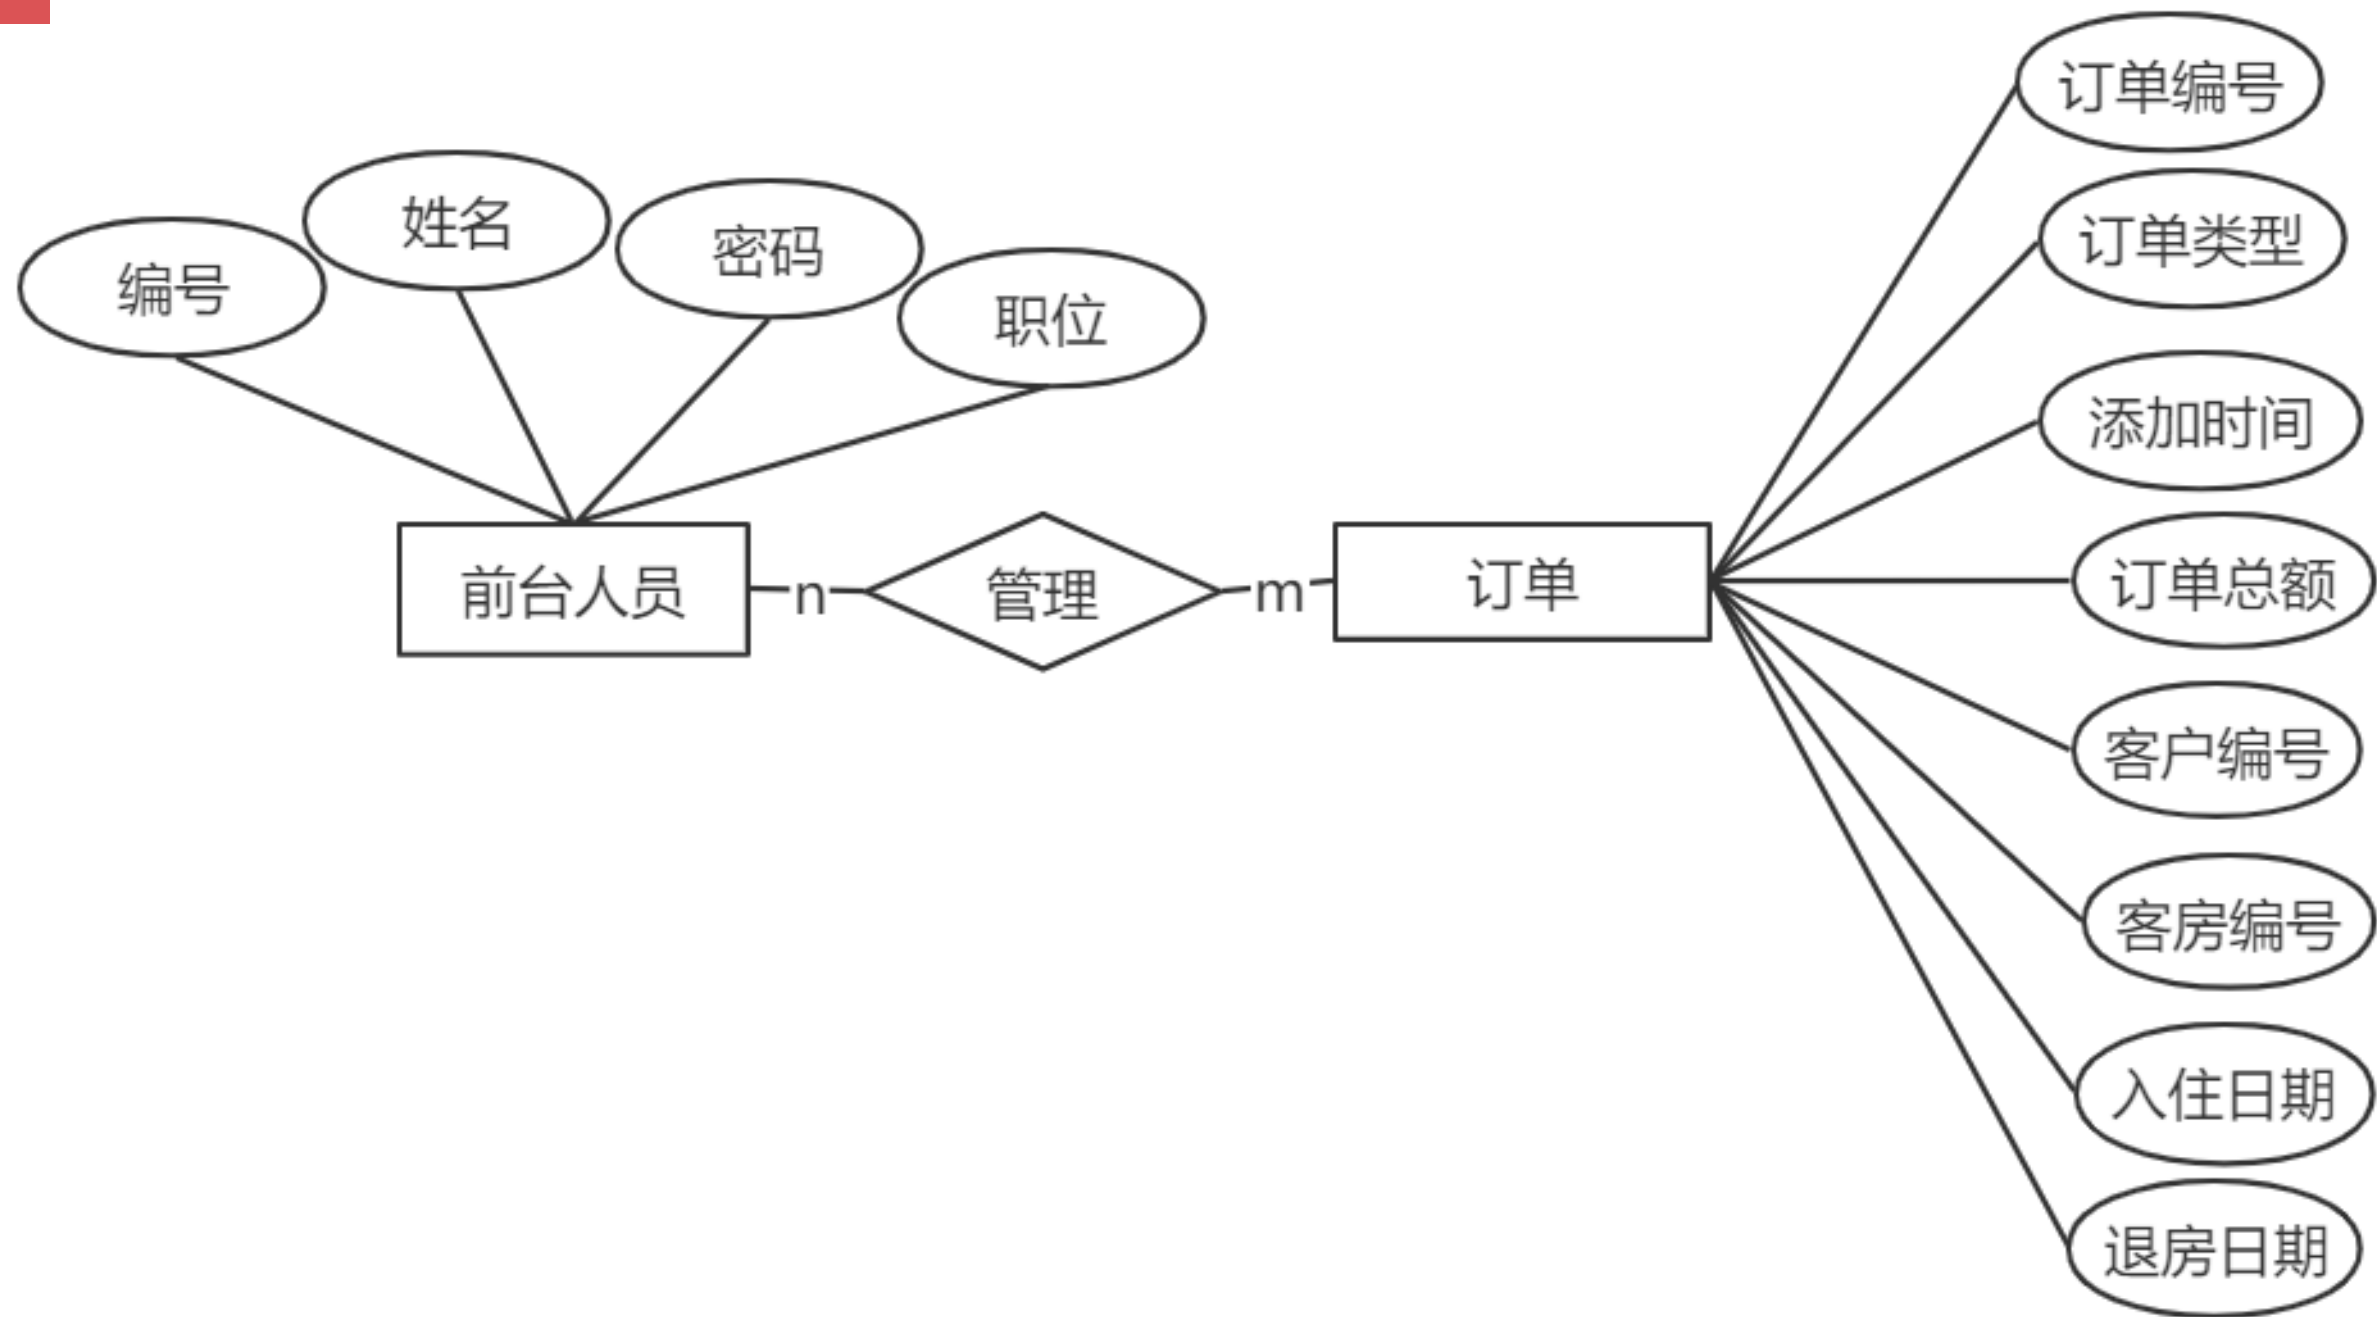 订单编号
姓名
密码
订单类型
编号
职位
添加时间
前台人员
n
管理
m
订单
订单总额
客户编号
客房编号
入住日期
退房日期